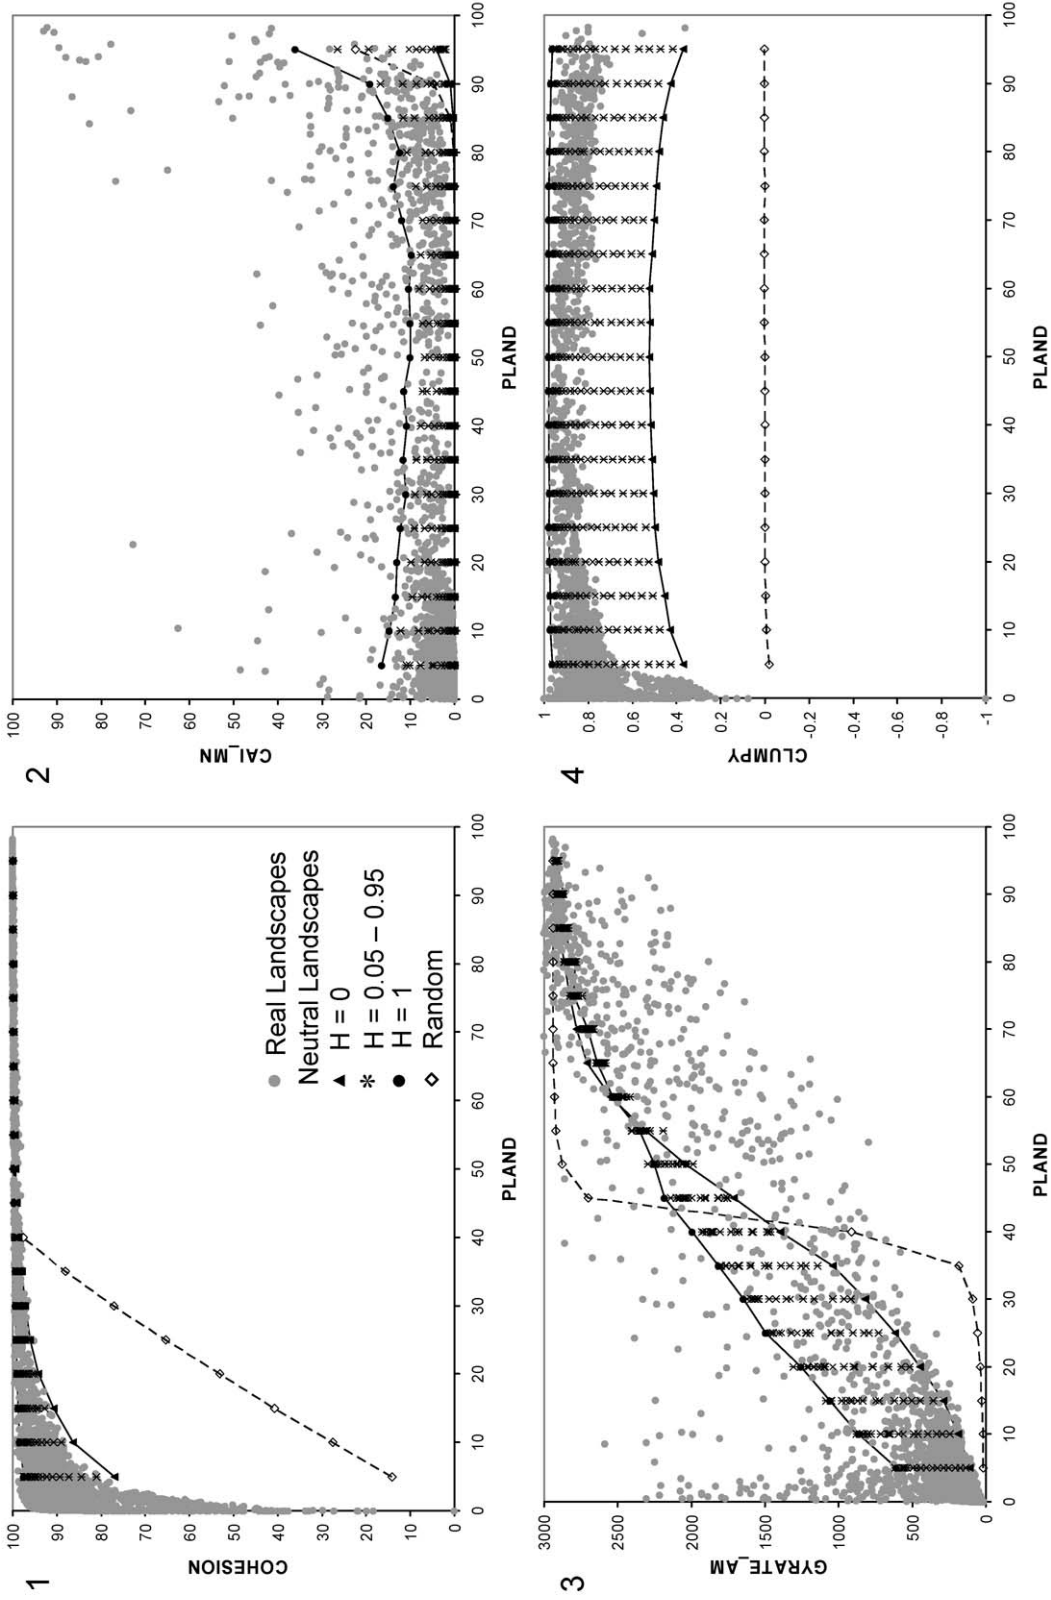 1
COHESION
100
90
80
70
60
50
40
30
20
10
0
0 10 20 30 40 50 60 70 80 90 100
PLAND
Real Landscapes
Neutral Landscapes
H = 0
H = 0.05 – 0.95
H = 1
Random
2
CAI_MN
100
90
80
70
60
50
40
30
20
10
0
0 10 20 30 40 50 60 70 80 90 100
PLAND
3
GYRATE_AM
3000
2500
2000
1500
1000
500
0
0 10 20 30 40 50 60 70 80 90 100
PLAND
4
CLUMPY
1
0.8
0.6
0.4
0.2
0
-0.2
-0.4
-0.6
-0.8
-1
0 10 20 30 40 50 60 70 80 90 100
PLAND